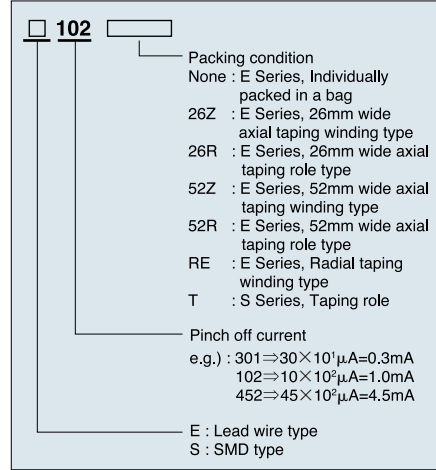 □ 102
Packing condition
None : E Series, Individually
packed in a bag
26Z : E Series, 26mm wide
axial taping winding type
26R : E Series, 26mm wide axial
taping role type
52Z : E Series, 52mm wide axial
taping winding type
52R : E Series, 52mm wide axial
taping role type
RE : E Series, Radial taping
winding type
T : S Series, Taping role
Pinch off current
e.g.) : 301⇒30×10¹μA=0.3mA
102⇒10×10²μA=1.0mA
452⇒45×10²μA=4.5mA
E : Lead wire type
S : SMD type